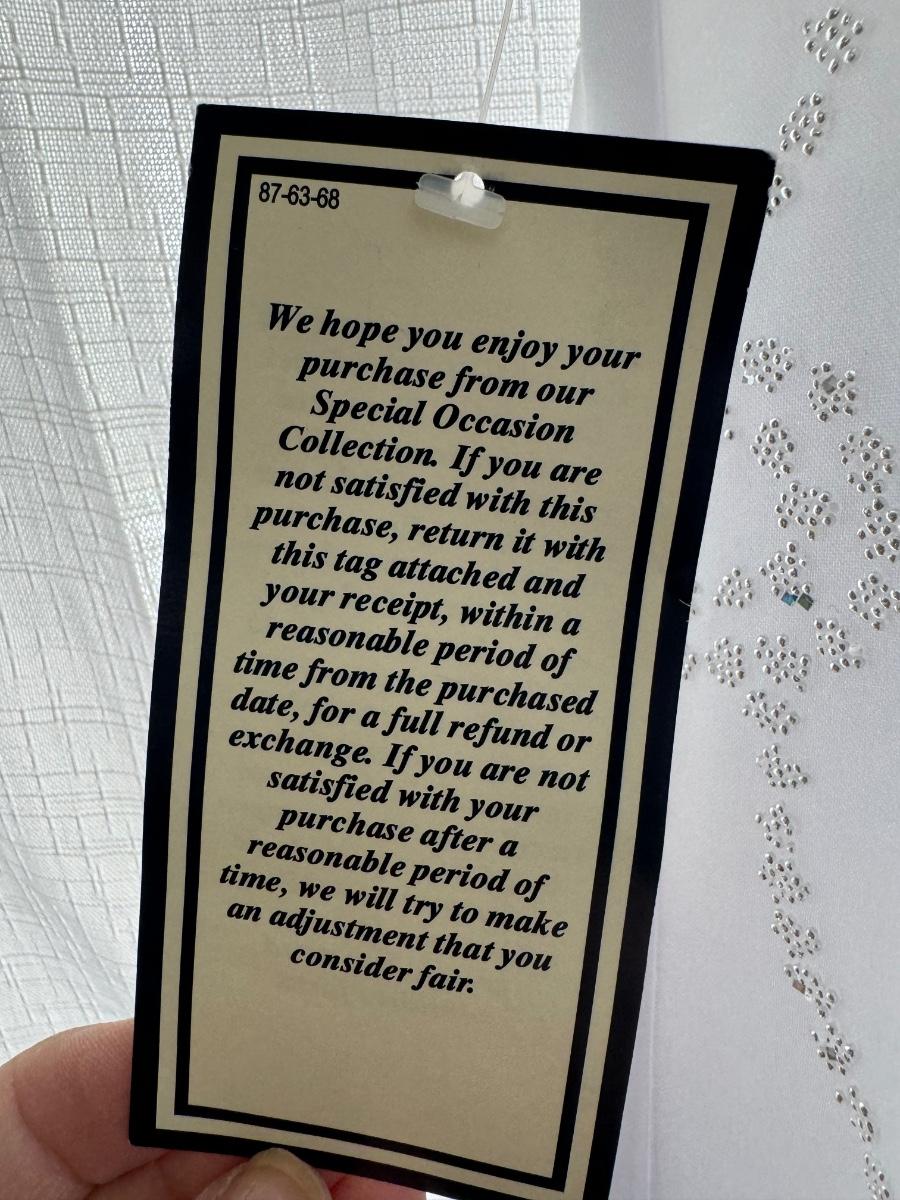 87-63-68
We hope you enjoy your
purchase from our
Special Occasion
Collection. If you are
not satisfied with this
purchase, return it with
this tag attached and
your receipt, within a
reasonable period of
time from the purchased
date, for a full refund or
exchange. If you are not
satisfied with your
purchase after a
reasonable period of
time, we will try to make
an adjustment that you
consider fair.